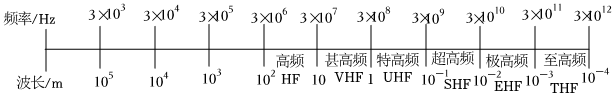 频率/Hz 3×10³ 3×10⁴ 3×10⁵ 3×10⁶ 3×10⁷ 3×10⁸ 3×10⁹ 3×10¹⁰ 3×10¹¹ 3×10¹²
高频 甚高频 特高频 超高频 极高频 至高频
HF VHF UHF SHF EHF THF
波长/m 10⁵ 10⁴ 10³ 10² 10 1 10⁻¹ 10⁻² 10⁻³ 10⁻⁴